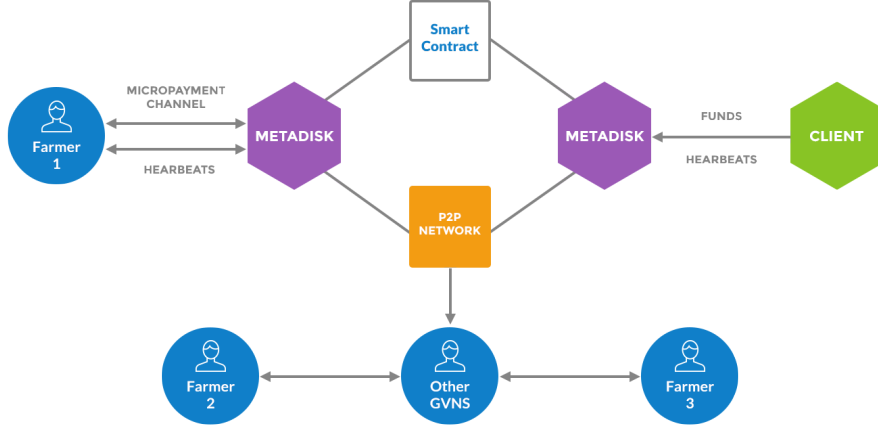 Smart
Contract
MICROPAYMENT
CHANNEL
FUNDS
Farmer
1
METADISK
METADISK
CLIENT
HEARBEATS
HEARBEATS
P2P
NETWORK
Farmer
2
Other
GVNS
Farmer
3